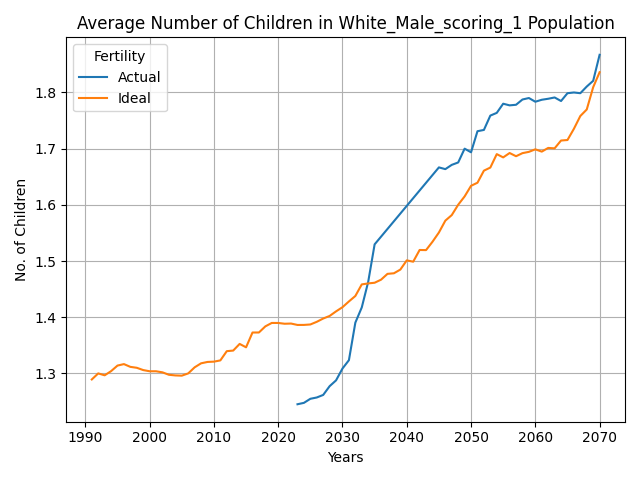 Average Number of Children in White_Male_scoring_1 Population
Fertility
Actual
Ideal
No. of Children
1.8
1.7
1.6
1.5
1.4
1.3
1990 2000 2010 2020 2030 2040 2050 2060 2070
Years